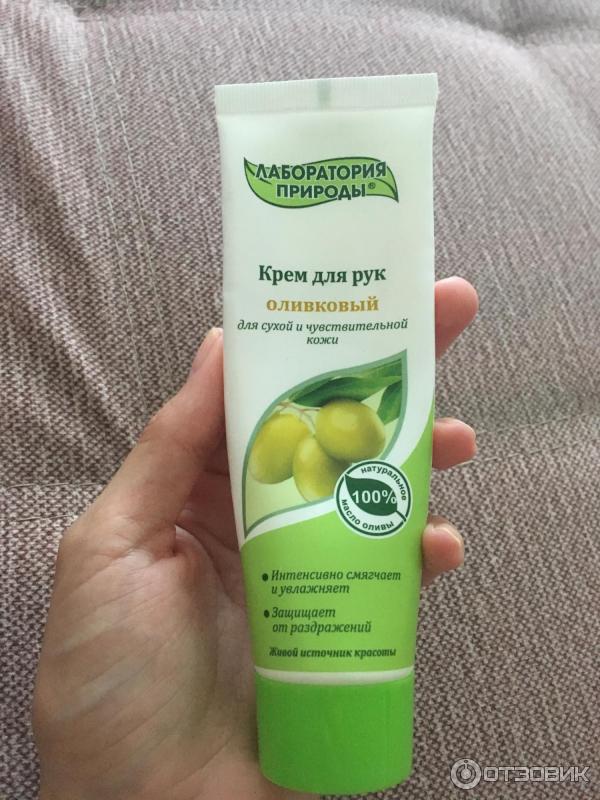 ЛАБОРАТОРИЯ
ПРИРОДЫ®
Крем для рук
оливковый
для сухой и чувствительной
кожи
натуральное
100%
масло оливы
• Интенсивно смягчает
и увлажняет
• Защищает
от раздражений
Живой источник красоты
ОТЗОВИК